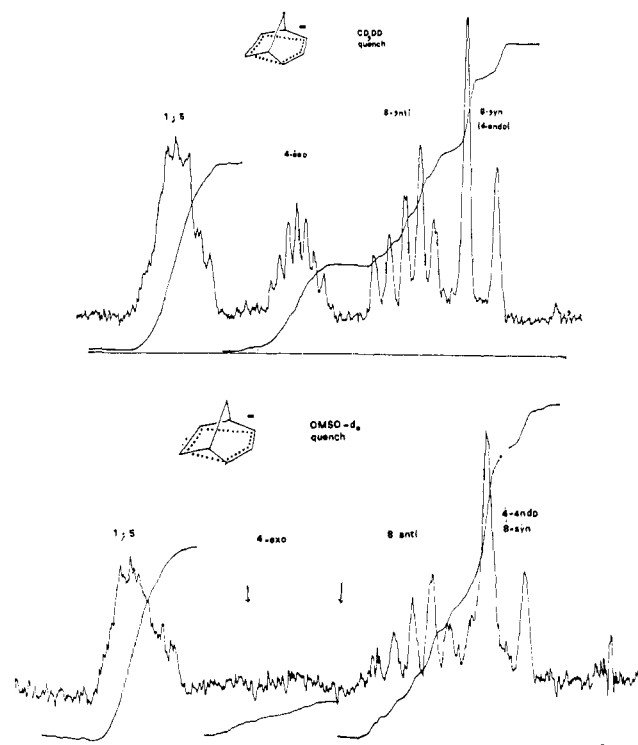 CD3OD
quench
1 , 5
4-exo
8-anti
8-syn
(4-endo)
DMSO-d6
quench
1, 5
4-exo
8 anti
4-endo
8-syn